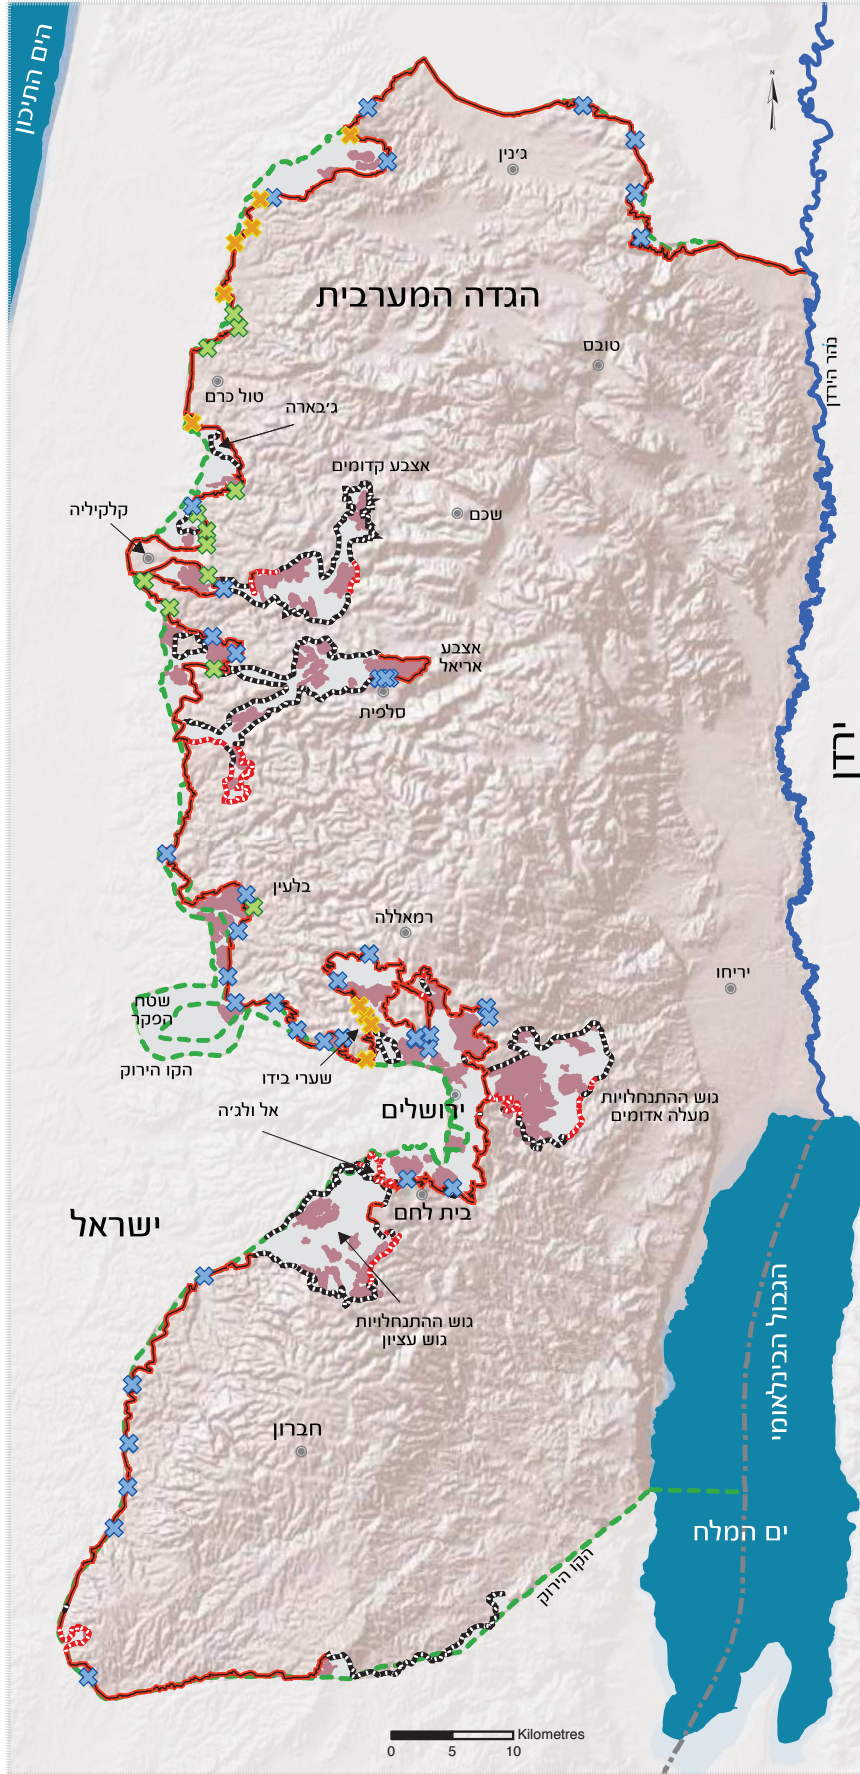 הים התיכון
N
ג'נין
הגדה המערבית
טובס
נהר הירדן
טול כרם
ג'בארה
אצבע קדומים
קלקיליה
שכם
אצבע
אריאל
סלפית
ירדן
בלעין
רמאללה
יריחו
שטח
הפקר
הקו הירוק
שערי בידו
גוש ההתנחלויות
מעלה אדומים
ירושלים
אל ולג'ה
בית לחם
ישראל
גוש ההתנחלויות
גוש עציון
הגבול הבינלאומי
חברון
ים המלח
הקו הירוק
Kilometres
0 5 10